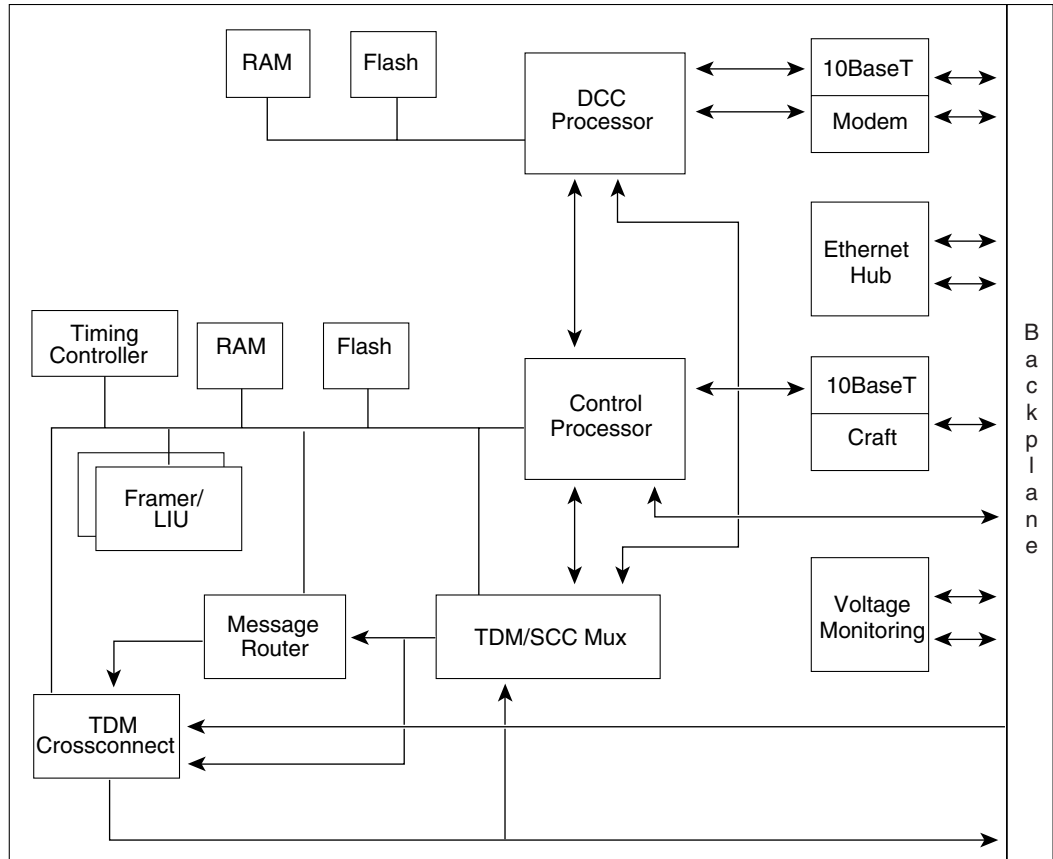 RAM
Flash
DCC
Processor
10BaseT
Modem
Ethernet
Hub
Timing
Controller
RAM
Flash
Control
Processor
10BaseT
Craft
Framer/
LIU
Message
Router
TDM/SCC Mux
Voltage
Monitoring
TDM
Crossconnect
Backplane